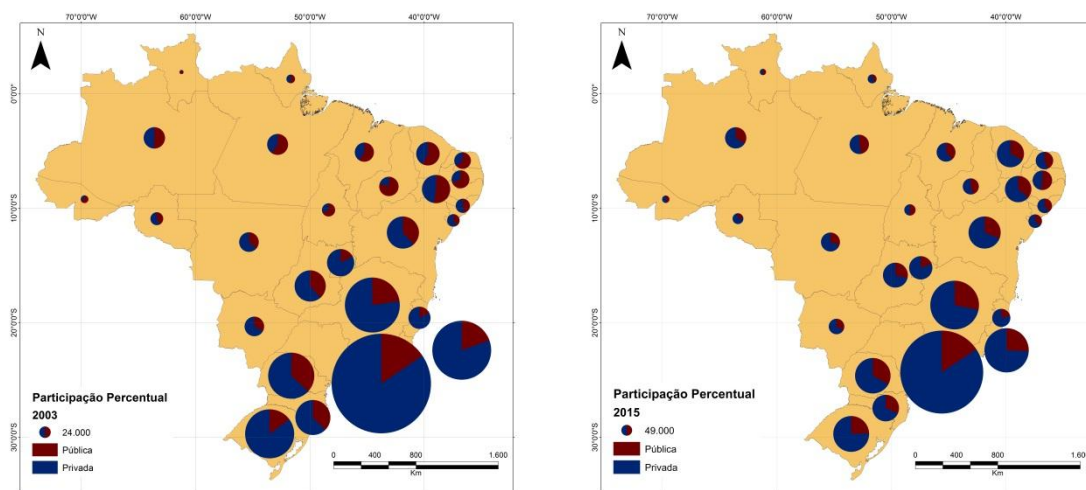 70°0'0"W 60°0'0"W 50°0'0"W 40°0'0"W
N
0°0'0"
10°0'0"S
20°0'0"S
30°0'0"S
Participação Percentual
2003
24.000
Pública
Privada
0 400 800 1.600
Km
70°0'0"W 60°0'0"W 50°0'0"W 40°0'0"W
N
0°0'0"
10°0'0"S
20°0'0"S
30°0'0"S
Participação Percentual
2015
49.000
Pública
Privada
0 400 800 1.600
Km